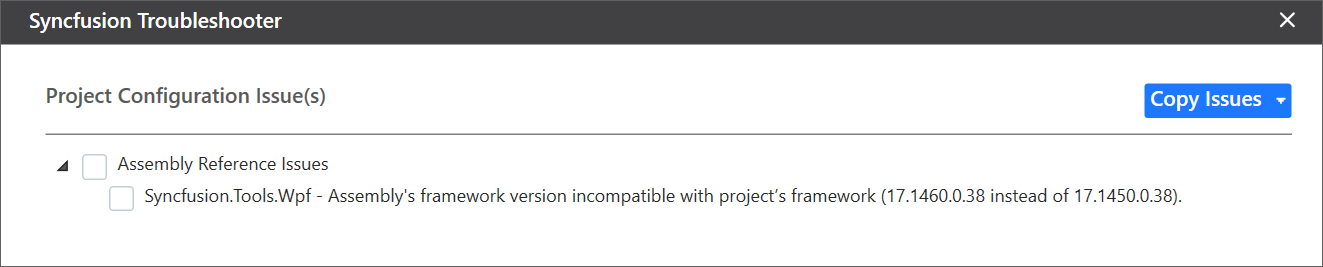 Syncfusion Troubleshooter
Project Configuration Issue(s)
Copy Issues
Assembly Reference Issues
Syncfusion.Tools.Wpf - Assembly's framework version incompatible with project’s framework (17.1460.0.38 instead of 17.1450.0.38).